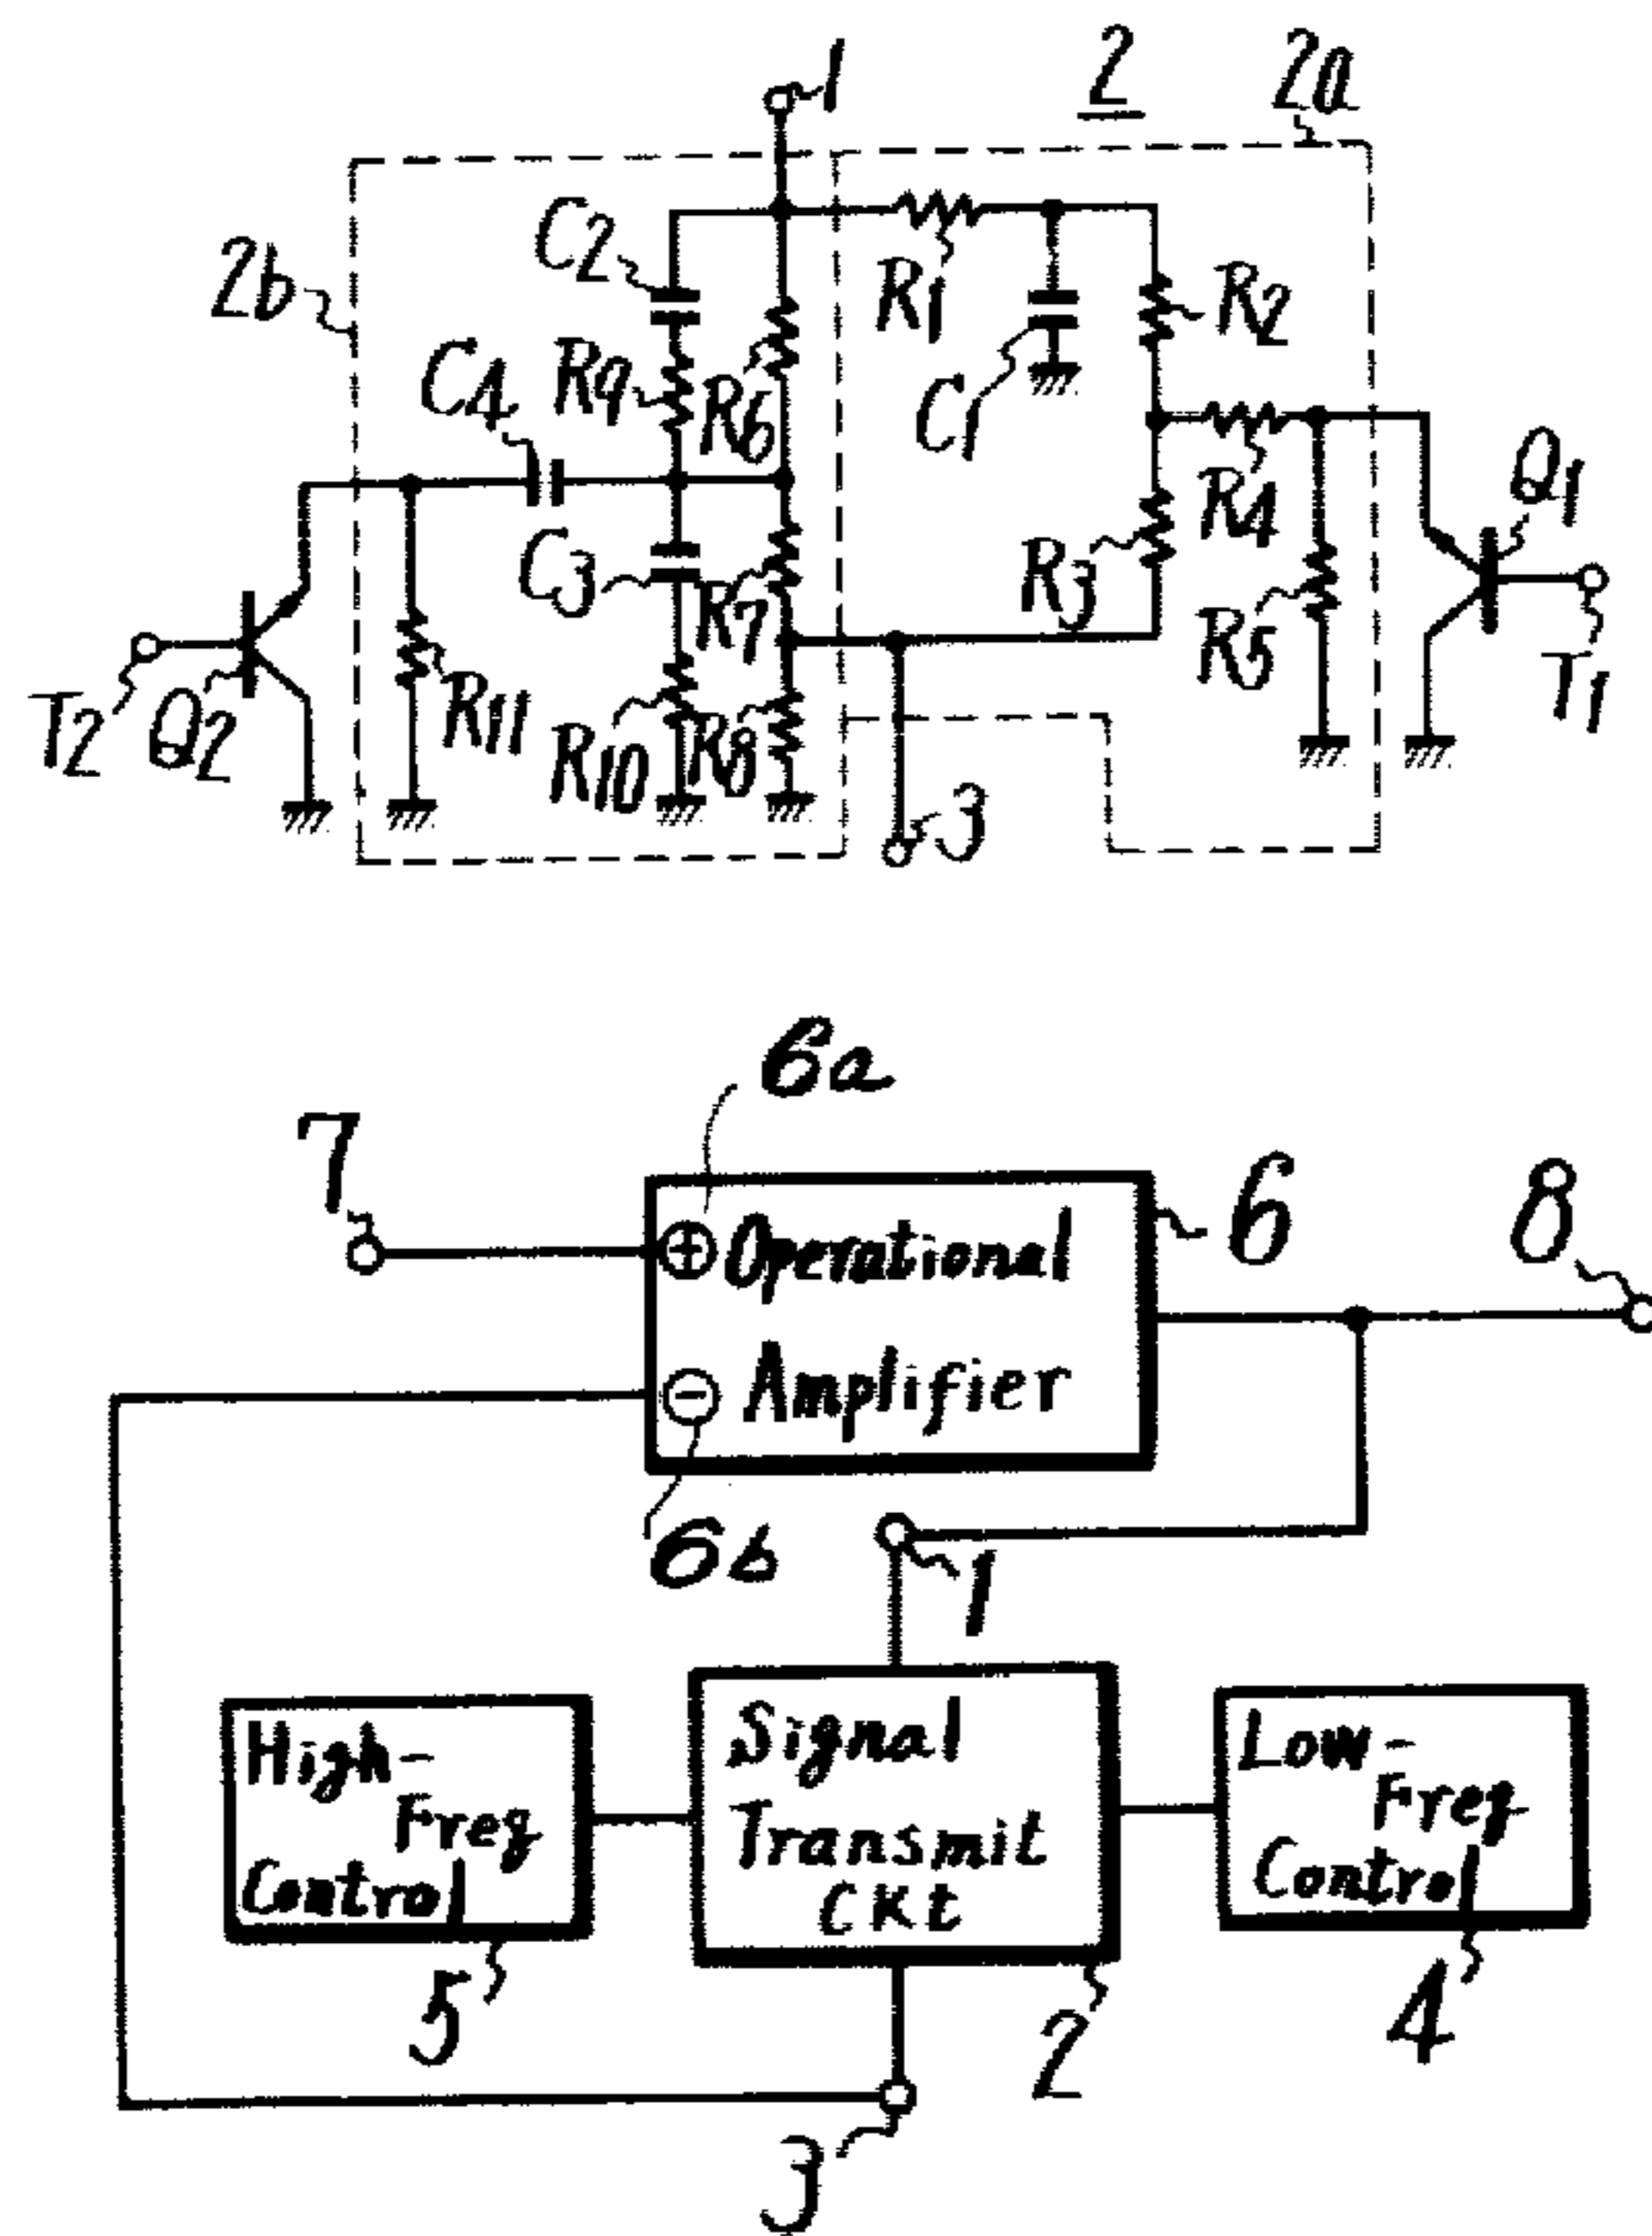 1
2
2a
2b
C2
R1
R2
C4
R9
R6
C1
Q1
R4
C3
R7
R3
R5
T1
T2
Q2
R11
R10
R8
3
6a
7
6
8
⊕ Operational
⊖ Amplifier
6b
1
High-
Freq
Control
Signal
Transmit
CKt
Low-
Freq
Control
5
2
4
3